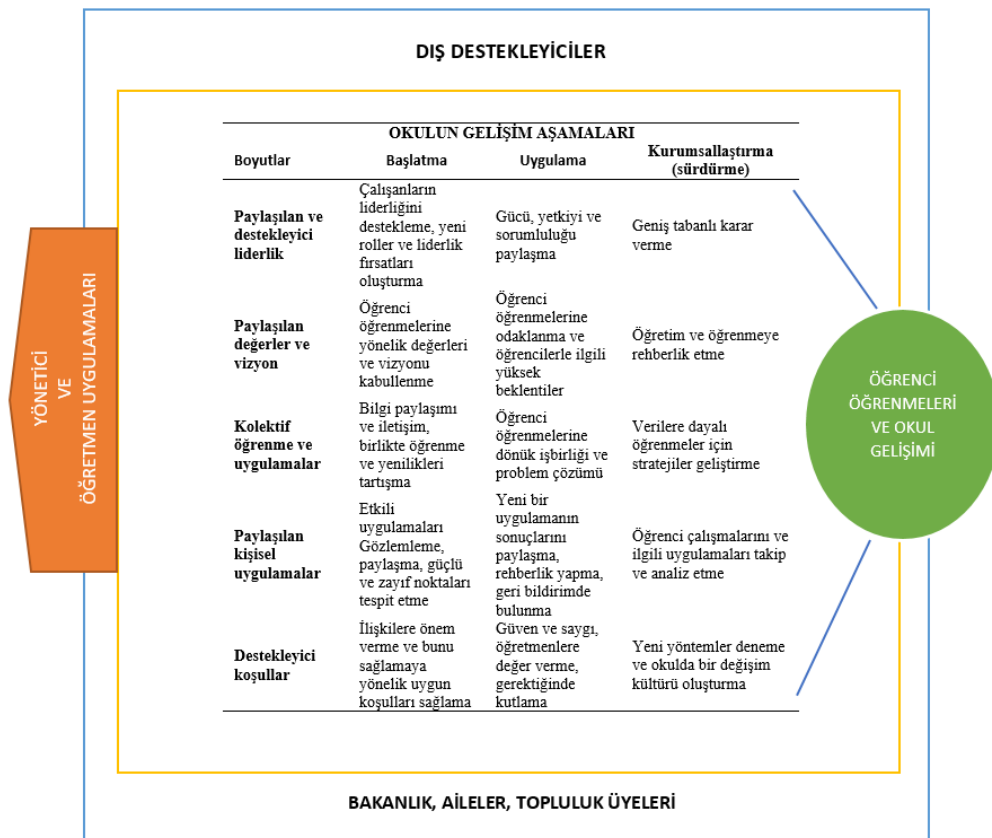 DIŞ DESTEKLEYİCİLER
OKULUN GELİŞİM AŞAMALARI
Boyutlar
Başlatma
Uygulama
Kurumsallaştırma
(sürdürme)
Paylaşılan ve
destekleyici
liderlik
Çalışanların
liderliğini
destekleme, yeni
roller ve liderlik
fırsatları
oluşturma
Gücü, yetkiyi ve
sorumluluğu
paylaşma
Geniş tabanlı karar
verme
Paylaşılan
değerler ve
vizyon
Öğrenci
öğrenmelerine
yönelik değerleri
ve vizyonu
kabullenme
Öğrenci
öğrenmelerine
odaklanma ve
öğrencilerle ilgili
yüksek
beklentiler
Öğretim ve öğrenmeye
rehberlik etme
Kolektif
öğrenme ve
uygulamalar
Bilgi paylaşımı
ve iletişim,
birlikte öğrenme
ve yenilikleri
tartışma
Öğrenci
öğrenmelerine
dönük işbirliği ve
problem çözümü
Verilere dayalı
öğrenmeler için
stratejiler geliştirme
Paylaşılan
kişisel
uygulamalar
Etkili
uygulamaları
Gözlemleme,
paylaşma, güçlü
ve zayıf noktaları
tespit etme
Yeni bir
uygulamanın
sonuçlarını
paylaşma,
rehberlik yapma,
geri bildirimde
bulunma
Öğrenci çalışmalarını ve
ilgili uygulamaları takip
ve analiz etme
Destekleyici
koşullar
İlişkilere önem
verme ve bunu
sağlamaya
yönelik uygun
koşulları sağlama
Güven ve saygı,
öğretmenlere
değer verme,
gerektiğinde
kutlama
Yeni yöntemler deneme
ve okulda bir değişim
kültürü oluşturma
YÖNETİCİ
VE
ÖĞRETMEN UYGULAMALARI
ÖĞRENCİ
ÖĞRENMELERİ
VE OKUL
GELİŞİMİ
BAKANLIK, AİLELER, TOPLULUK ÜYELERİ